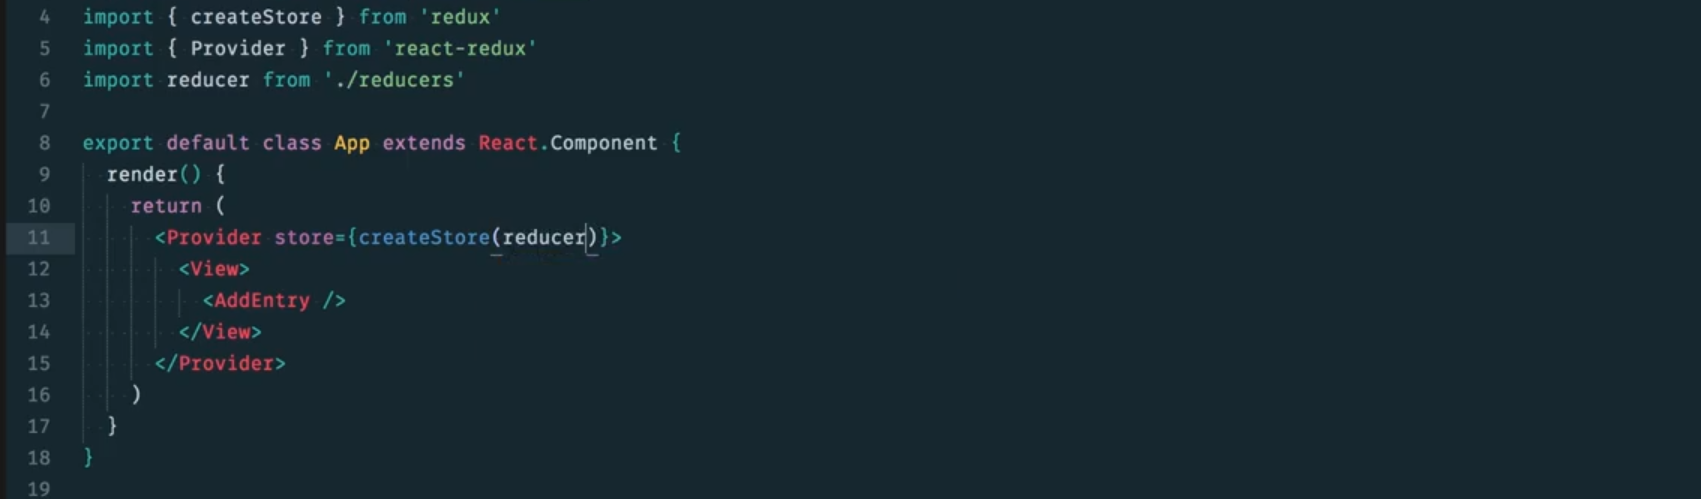 4 import { createStore } from 'redux'
5 import { Provider } from 'react-redux'
6 import reducer from './reducers'
7
8 export default class App extends React.Component {
9 render() {
10 return (
11 <Provider store={createStore(reducer)}>
12 <View>
13 <AddEntry />
14 </View>
15 </Provider>
16 )
17 }
18 }
19